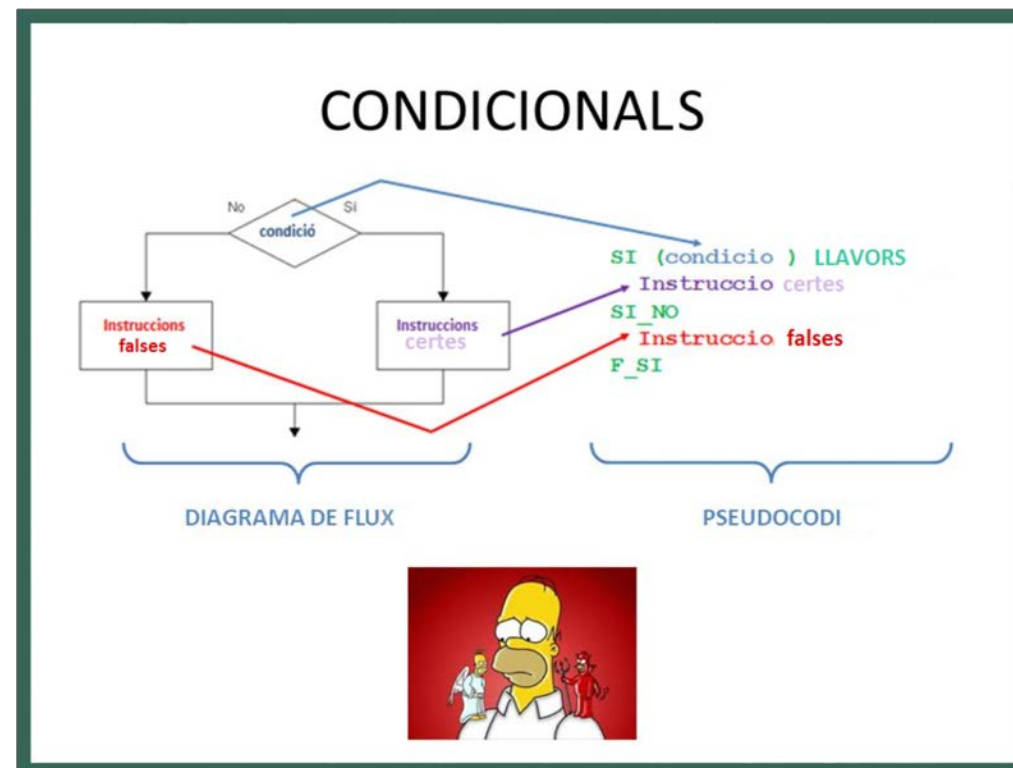 CONDICIONALS
No
Sí
condició
Instruccions
falses
Instruccions
certes
SI (condicio ) LLAVORS
Instruccio certes
SI_NO
Instruccio falses
F_SI
DIAGRAMA DE FLUX
PSEUDOCODI